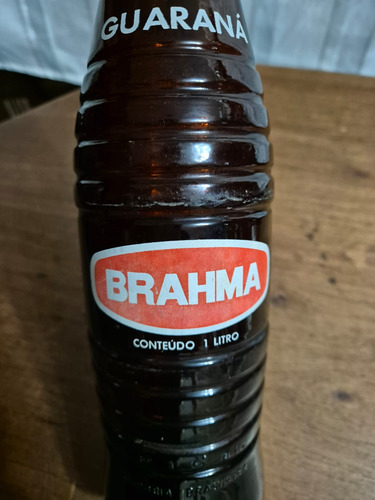 GUARANÁ
BRAHMA
CONTEÚDO 1 LITRO